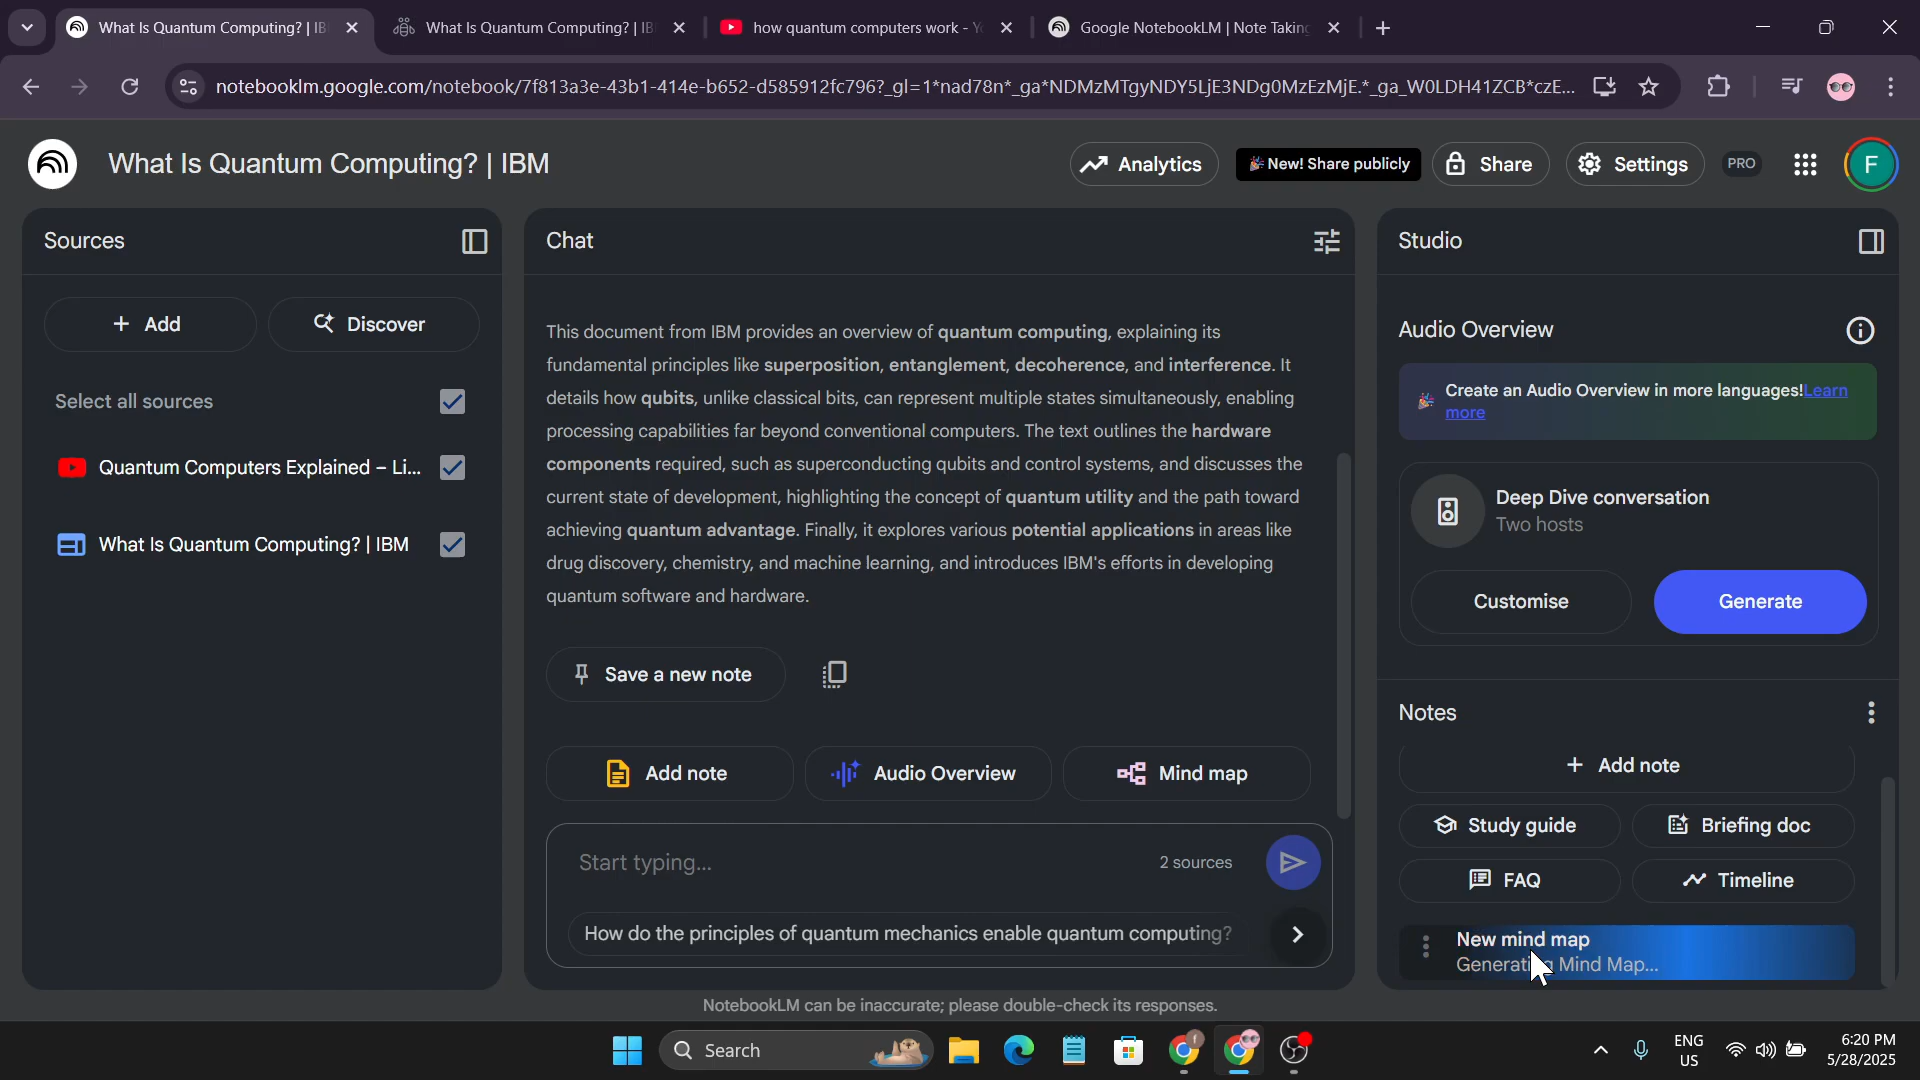 What Is Quantum Computing? | IB
What Is Quantum Computing? | IB
how quantum computers work - Y
Google NotebookLM | Note Taking
notebooklm.google.com/notebook/7f813a3e-43b1-414e-b652-d585912fc796?_gl=1*nad78n*_ga*NDMzMTgyNDY5LjE3NDg0MzEzMjE.*_ga_W0LDH41ZCB*czE...
What Is Quantum Computing? | IBM
Analytics
New! Share publicly
Share
Settings
PRO
F
Sources
Add
Discover
Select all sources
Quantum Computers Explained – Li...
What Is Quantum Computing? | IBM
Chat
This document from IBM provides an overview of quantum computing, explaining its
fundamental principles like superposition, entanglement, decoherence, and interference. It
details how qubits, unlike classical bits, can represent multiple states simultaneously, enabling
processing capabilities far beyond conventional computers. The text outlines the hardware
components required, such as superconducting qubits and control systems, and discusses the
current state of development, highlighting the concept of quantum utility and the path toward
achieving quantum advantage. Finally, it explores various potential applications in areas like
drug discovery, chemistry, and machine learning, and introduces IBM's efforts in developing
quantum software and hardware.
Save a new note
Add note
Audio Overview
Mind map
Start typing...
2 sources
How do the principles of quantum mechanics enable quantum computing?
NotebookLM can be inaccurate; please double-check its responses.
Studio
Audio Overview
Create an Audio Overview in more languages!Learn
more
Deep Dive conversation
Two hosts
Customise
Generate
Notes
+ Add note
Study guide
Briefing doc
FAQ
Timeline
New mind map
Generating Mind Map...
Search
ENG
US
6:20 PM
5/28/2025